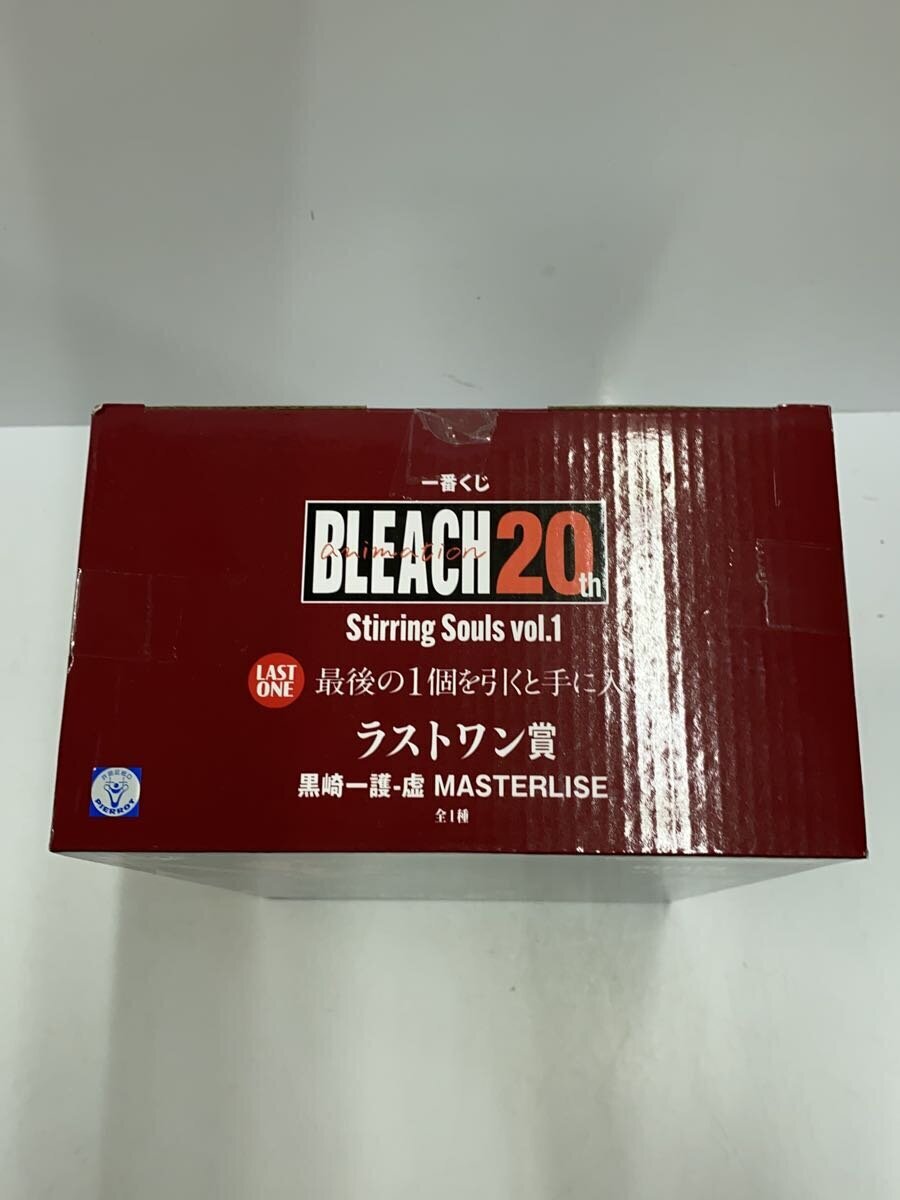 一番くじ
BLEACH 20th
animation
Stirring Souls vol.1
LAST ONE 最後の1個を引くと手に入
ラストワン賞
黒崎一護-虚 MASTERLISE
全1種
PIERROT